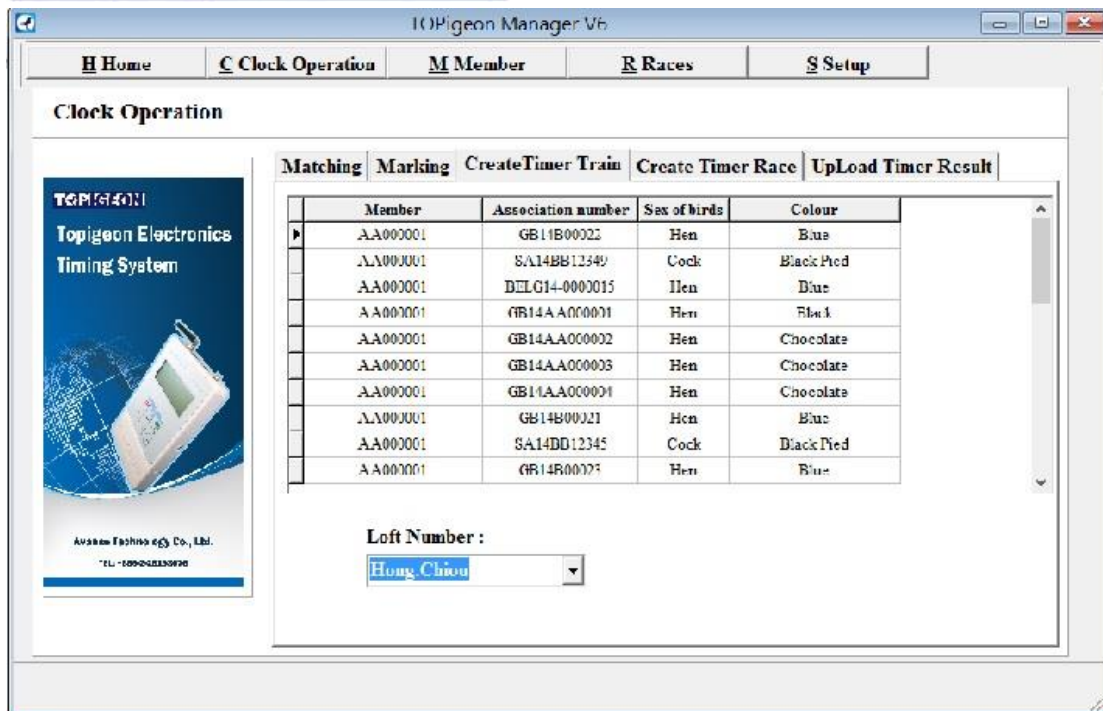 TOPigeon Manager V6
H Home C Clock Operation M Member R Races S Setup
Clock Operation
Matching Marking CreateTimer Train Create Timer Race UpLoad Timer Result
TOPIGEON
Topigeon Electronics
Timing System
Co., Ltd.
Member Association number Sex of birds Colour
AA000001 GB14B00022 Hen Blue
AA000001 SA14BB12349 Cock Black Pied
AA000001 BELG14-0000015 Hen Blue
AA000001 GB14AA000001 Hen Black
AA000001 GB14AA000002 Hen Chocolate
AA000001 GB14AA000003 Hen Chocolate
AA000001 GB14AA000004 Hen Chocolate
AA000001 GB14B00021 Hen Blue
AA000001 SA14BB12345 Cock Black Pied
AA000001 GB14B00023 Hen Blue
Loft Number :
Hong.Chiou